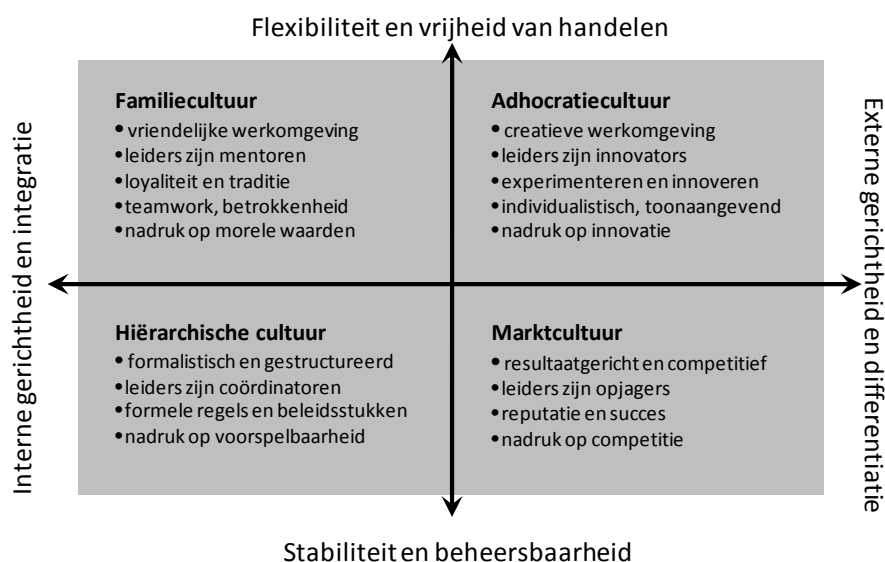 Flexibiliteit en vrijheid van handelen
Interne gerichtheid en integratie
Familiecultuur
• vriendelijke werkomgeving
• leiders zijn mentoren
• loyaliteit en traditie
• teamwork, betrokkenheid
• nadruk op morele waarden
Adhocratiecultuur
• creatieve werkomgeving
• leiders zijn innovators
• experimenteren en innoveren
• individualistisch, toonaangevend
• nadruk op innovatie
Externe gerichtheid en differentiatie
Hiërarchische cultuur
• formalistisch en gestructureerd
• leiders zijn coördinatoren
• formele regels en beleidsstukken
• nadruk op voorspelbaarheid
Marktcultuur
• resultaatgericht en competitief
• leiders zijn opjagers
• reputatie en succes
• nadruk op competitie
Stabiliteit en beheersbaarheid